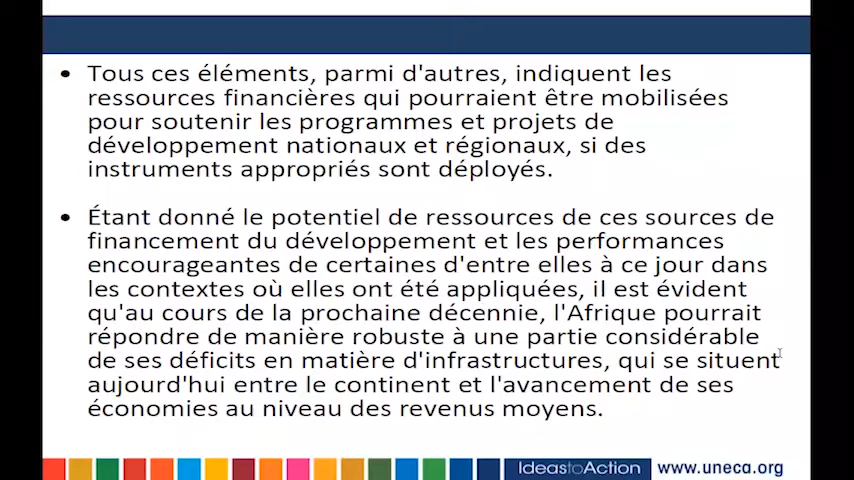 • Tous ces éléments, parmi d'autres, indiquent les
ressources financières qui pourraient être mobilisées
pour soutenir les programmes et projets de
développement nationaux et régionaux, si des
instruments appropriés sont déployés.
• Étant donné le potentiel de ressources de ces sources de
financement du développement et les performances
encourageantes de certaines d'entre elles à ce jour dans
les contextes où elles ont été appliquées, il est évident
qu'au cours de la prochaine décennie, l'Afrique pourrait
répondre de manière robuste à une partie considérable
de ses déficits en matière d'infrastructures, qui se situent
aujourd'hui entre le continent et l'avancement de ses
économies au niveau des revenus moyens.
IdeastoAction www.uneca.org